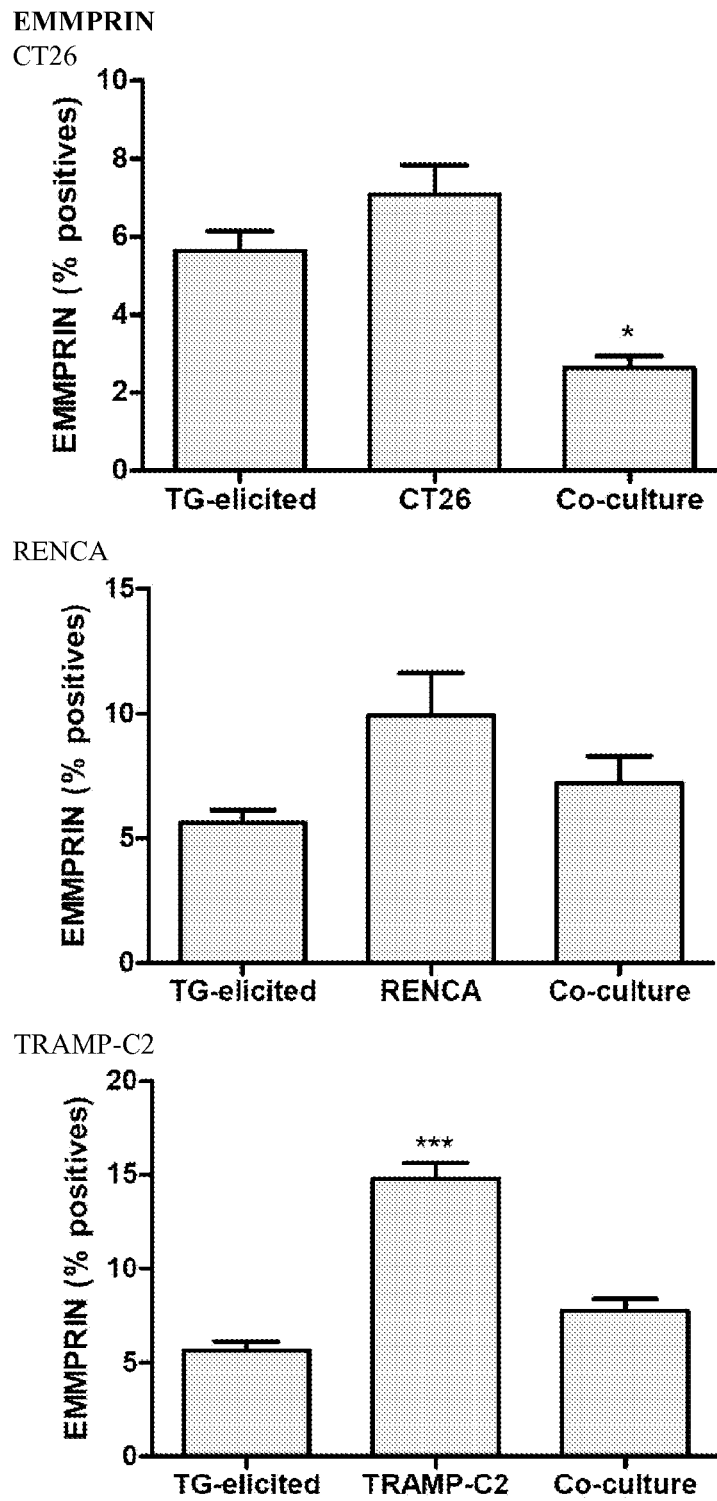 EMMPRIN
CT26
EMMPRIN (% positives)
10
8
6
4
2
0
*
TG-elicited CT26 Co-culture
RENCA
EMMPRIN (% positives)
15
10
5
0
TG-elicited RENCA Co-culture
TRAMP-C2
EMMPRIN (% positives)
20
15
10
5
0
***
TG-elicited TRAMP-C2 Co-culture